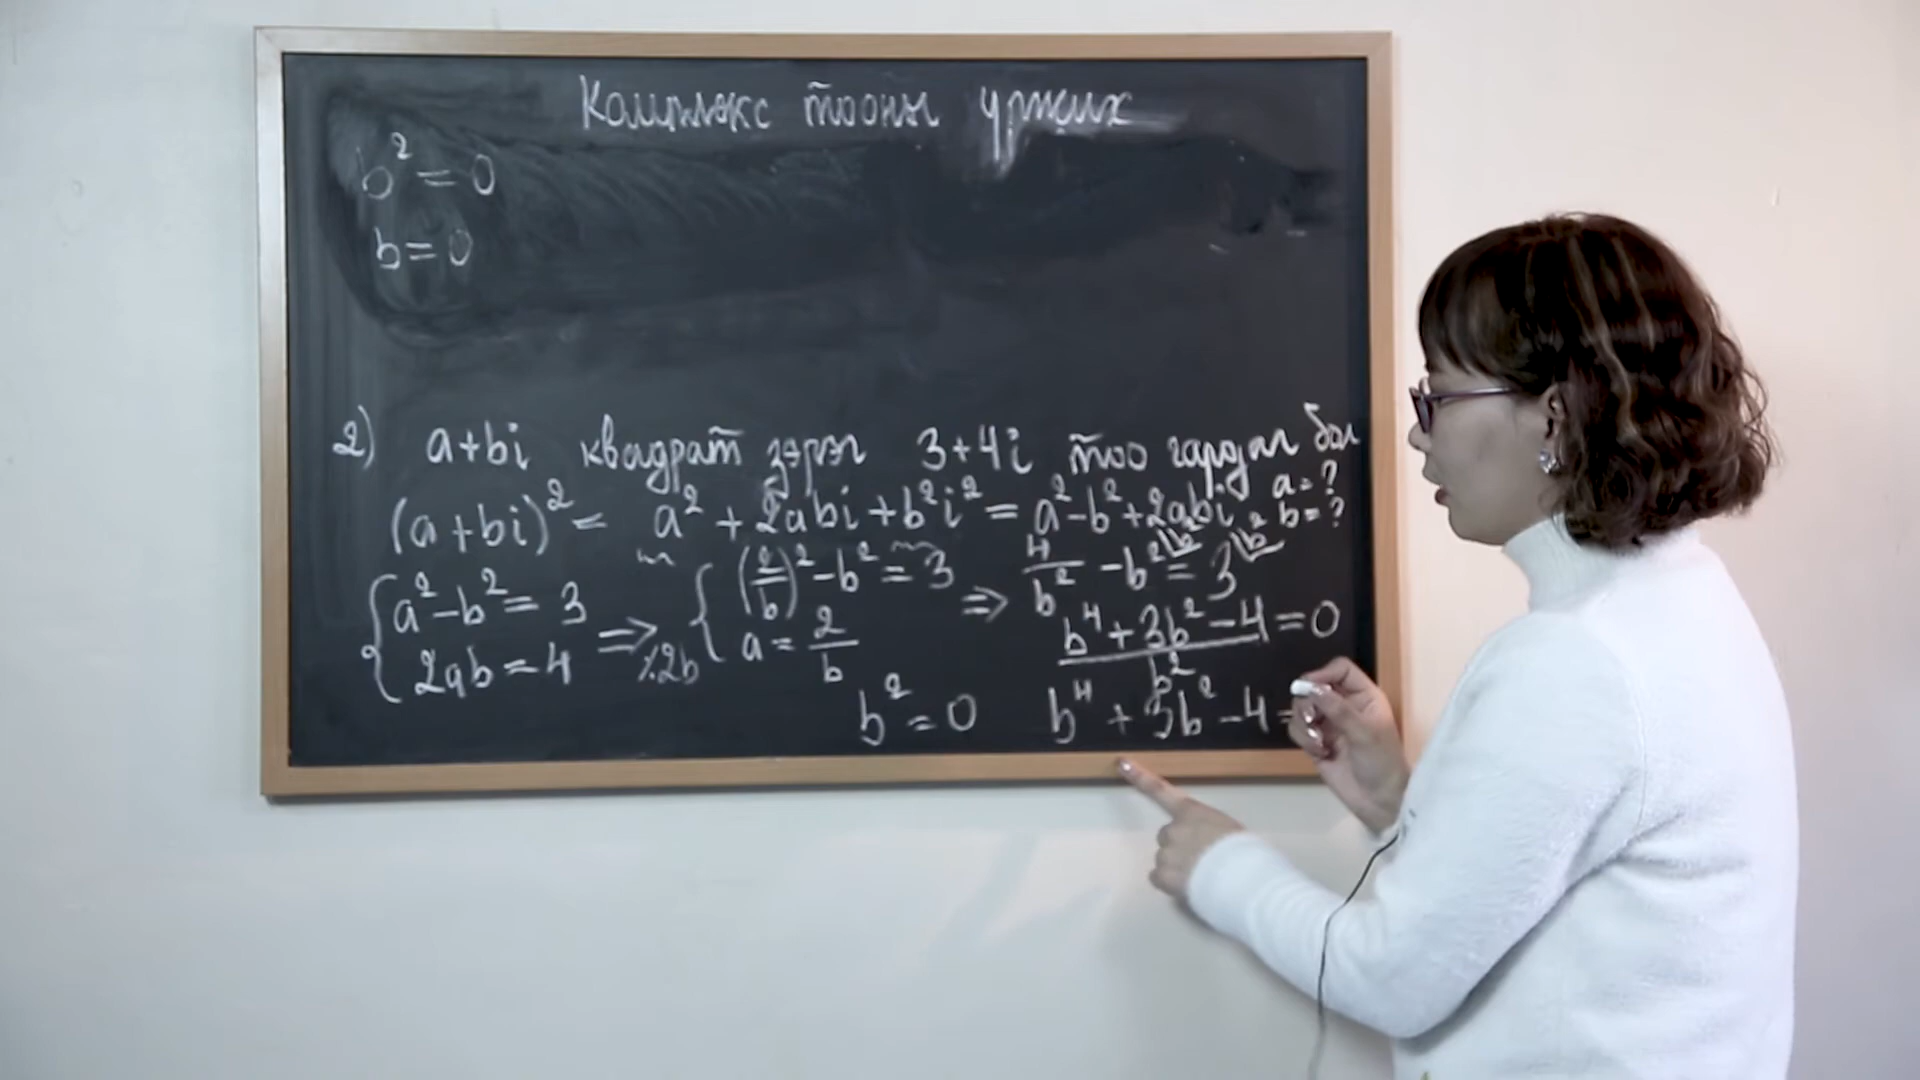 Комплекс тооны үржих
b² = 0
b = 0
2) a+bi квадрат зэрэг 3+4i тоо гардаг бол
a = ?
b = ?
(a+bi)² = a² + 2abi + b²i² = a² - b² + 2abi
{ a² - b² = 3
2ab = 4
⇒ /:2b
{ (2/b)² - b² = 3
a = 2/b
⇒ 4/b² - b² \b² = 3 \b²
(b⁴ + 3b² - 4)/b² = 0
b² = 0 b⁴ + 3b² - 4 =